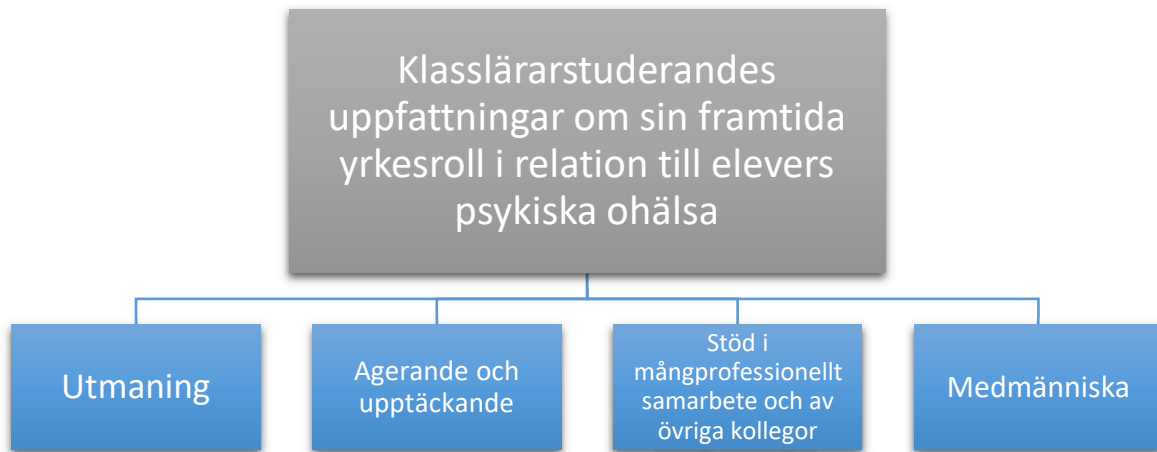 Klasslärarstuderandes
uppfattningar om sin framtida
yrkesroll i relation till elevers
psykiska ohälsa
Utmaning
Agerande och
upptäckande
Stöd i
mångprofessionellt
samarbete och av
övriga kollegor
Medmänniska